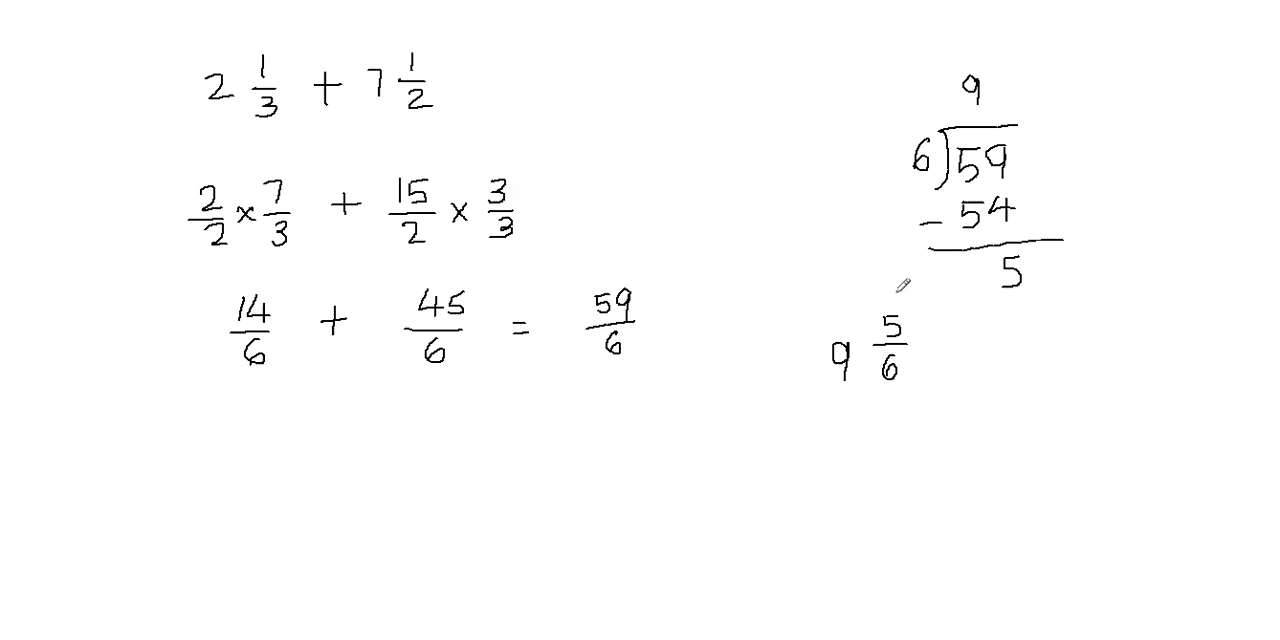 2 1/3 + 7 1/2
2/2 × 7/3 + 15/2 × 3/3
14/6 + 45/6 = 59/6
9
6)59
- 54
5
9 5/6